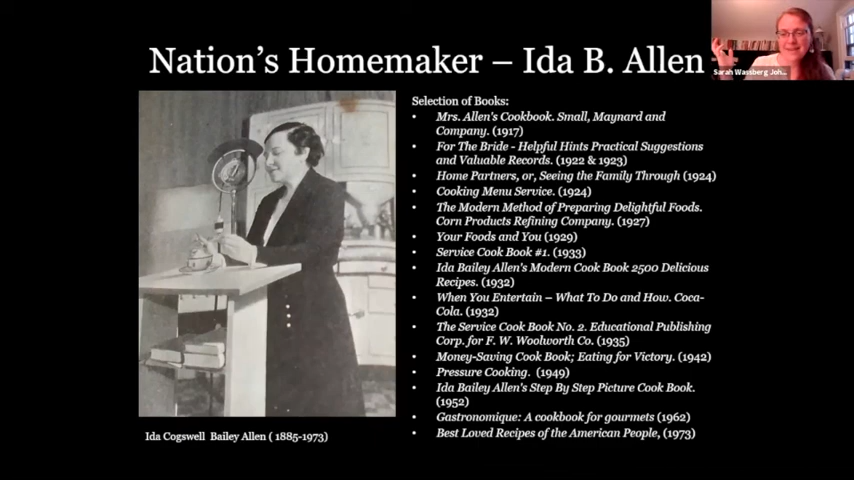 Nation's Homemaker – Ida B. Allen
Sarah Wassberg Joh...
Selection of Books:
• Mrs. Allen's Cookbook. Small, Maynard and
Company. (1917)
• For The Bride - Helpful Hints Practical Suggestions
and Valuable Records. (1922 & 1923)
• Home Partners, or, Seeing the Family Through (1924)
• Cooking Menu Service. (1924)
• The Modern Method of Preparing Delightful Foods.
Corn Products Refining Company. (1927)
• Your Foods and You (1929)
• Service Cook Book #1. (1933)
• Ida Bailey Allen's Modern Cook Book 2500 Delicious
Recipes. (1932)
• When You Entertain – What To Do and How. Coca-
Cola. (1932)
• The Service Cook Book No. 2. Educational Publishing
Corp. for F. W. Woolworth Co. (1935)
• Money-Saving Cook Book; Eating for Victory. (1942)
• Pressure Cooking. (1949)
• Ida Bailey Allen's Step By Step Picture Cook Book.
(1952)
• Gastronomique: A cookbook for gourmets (1962)
• Best Loved Recipes of the American People, (1973)
Ida Cogswell Bailey Allen ( 1885-1973)